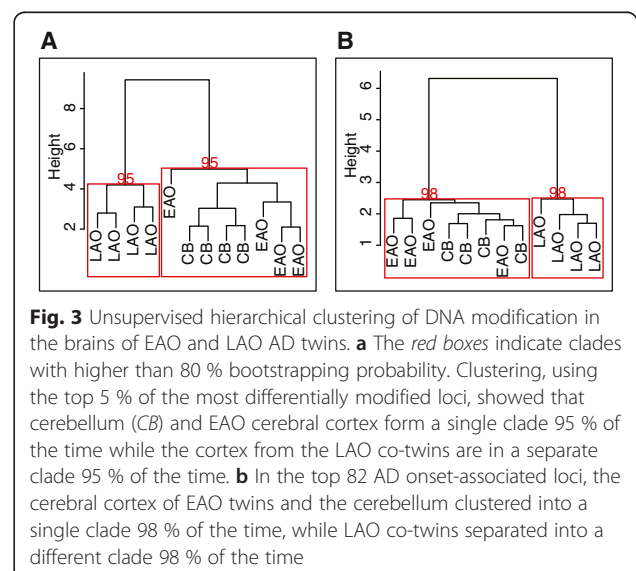 A
B
Height
2 4 6 8
95
95
LAO LAO LAO LAO EAO CB CB CB CB EAO EAO EAO
Height
1 2 3 4 5 6
98
98
EAO EAO EAO CB CB CB EAO CB LAO LAO LAO LAO
Fig. 3 Unsupervised hierarchical clustering of DNA modification in
the brains of EAO and LAO AD twins. a The red boxes indicate clades
with higher than 80 % bootstrapping probability. Clustering, using
the top 5 % of the most differentially modified loci, showed that
cerebellum (CB) and EAO cerebral cortex form a single clade 95 % of
the time while the cortex from the LAO co-twins are in a separate
clade 95 % of the time. b In the top 82 AD onset-associated loci, the
cerebral cortex of EAO twins and the cerebellum clustered into a
single clade 98 % of the time, while LAO co-twins separated into a
different clade 98 % of the time